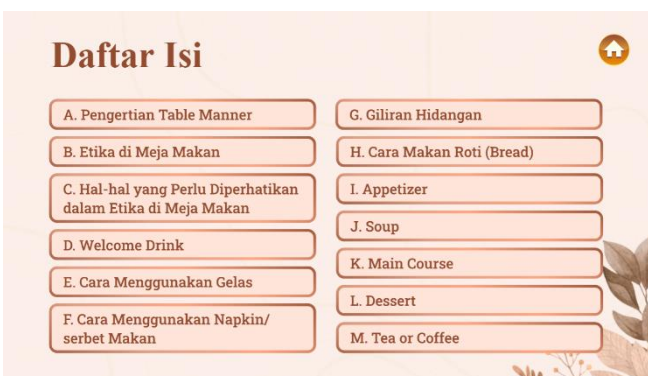 Daftar Isi
A. Pengertian Table Manner
B. Etika di Meja Makan
C. Hal-hal yang Perlu Diperhatikan
dalam Etika di Meja Makan
D. Welcome Drink
E. Cara Menggunakan Gelas
F. Cara Menggunakan Napkin/
serbet Makan
G. Giliran Hidangan
H. Cara Makan Roti (Bread)
I. Appetizer
J. Soup
K. Main Course
L. Dessert
M. Tea or Coffee